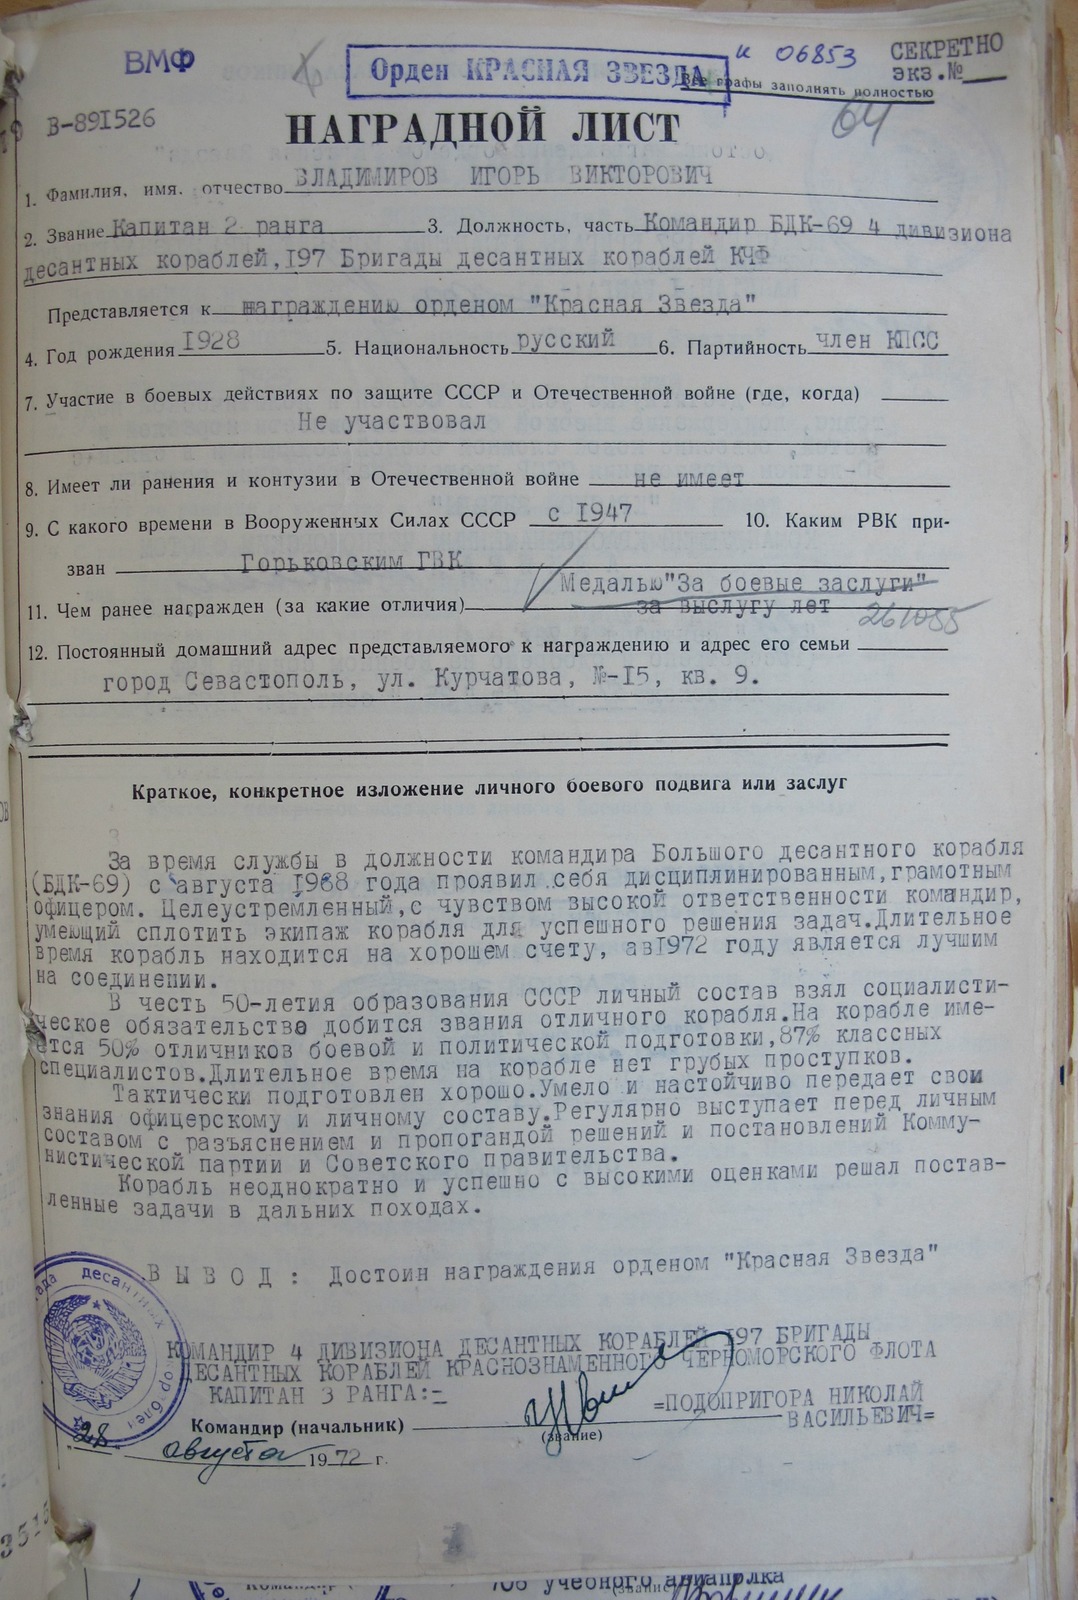 ВМФ
Орден КРАСНАЯ ЗВЕЗДА
и 06853
СЕКРЕТНО
экз.№
Все графы заполнять полностью
64
В-891526
НАГРАДНОЙ ЛИСТ
1. Фамилия, имя, отчество ВЛАДИМИРОВ ИГОРЬ ВИКТОРОВИЧ
2. Звание Капитан 2 ранга 3. Должность, часть Командир БДК-69 4 дивизиона
десантных кораблей, 197 Бригады десантных кораблей КЧФ
Представляется к награждению орденом "Красная Звезда"
4. Год рождения 1928 5. Национальность русский 6. Партийность член КПСС
7. Участие в боевых действиях по защите СССР и Отечественной войне (где, когда)
Не участвовал
8. Имеет ли ранения и контузии в Отечественной войне не имеет
9. С какого времени в Вооруженных Силах СССР с 1947 10. Каким РВК при-
зван Горьковским ГВК
Медалью "За боевые заслуги"
11. Чем ранее награжден (за какие отличия) за выслугу лет 261055
12. Постоянный домашний адрес представляемого к награждению и адрес его семьи
город Севастополь, ул. Курчатова, №-15, кв. 9.
Краткое, конкретное изложение личного боевого подвига или заслуг
За время службы в должности командира Большого десантного корабля
(БДК-69) с августа 1968 года проявил себя дисциплинированным, грамотным
офицером. Целеустремленный, с чувством высокой ответственности командир,
умеющий сплотить экипаж корабля для успешного решения задач. Длительное
время корабль находится на хорошем счету, ав1972 году является лучшим
на соединении.
В честь 50-летия образования СССР личный состав взял социалисти-
ческое обязательство добится звания отличного корабля. На корабле име-
ется 50% отличников боевой и политической подготовки, 87% классных
специалистов. Длительное время на корабле нет грубых проступков.
Тактически подготовлен хорошо. Умело и настойчиво передает свои
знания офицерскому и личному составу. Регулярно выступает перед личным
составом с разъяснением и пропогандой решений и постановлений Комму-
нистической партии и Советского правительства.
Корабль неоднократно и успешно с высокими оценками решал постав-
ленные задачи в дальних походах.
ВЫВОД: Достоин награждения орденом "Красная Звезда"
десантных кораблей
КОМАНДИР 4 ДИВИЗИОНА ДЕСАНТНЫХ КОРАБЛЕЙ 197 БРИГАДЫ
ДЕСАНТНЫХ КОРАБЛЕЙ КРАСНОЗНАМЕННОГО ЧЕРНОМОРСКОГО ФЛОТА
КАПИТАН 3 РАНГА:- =ПОДОПРИГОРА НИКОЛАЙ
Командир (начальник) ВАСИЛЬЕВИЧ=
(звание)
"28" августа 1972 г.
3515
706 учебного авиаполка
(звание)